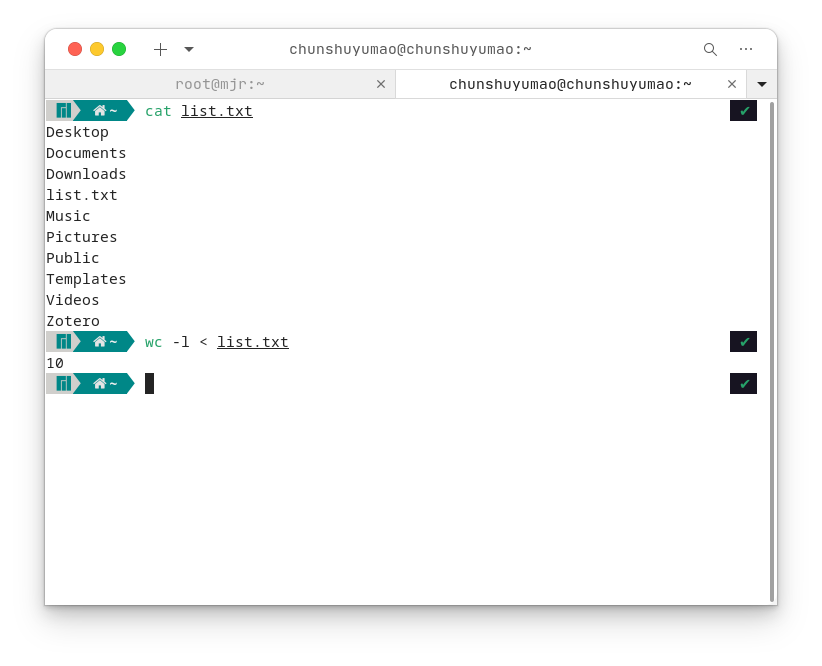 chunshuyumao@chunshuyumao:~
root@mjr:~ chunshuyumao@chunshuyumao:~
~ cat list.txt ✔
Desktop
Documents
Downloads
list.txt
Music
Pictures
Public
Templates
Videos
Zotero
~ wc -l < list.txt ✔
10
~ ✔